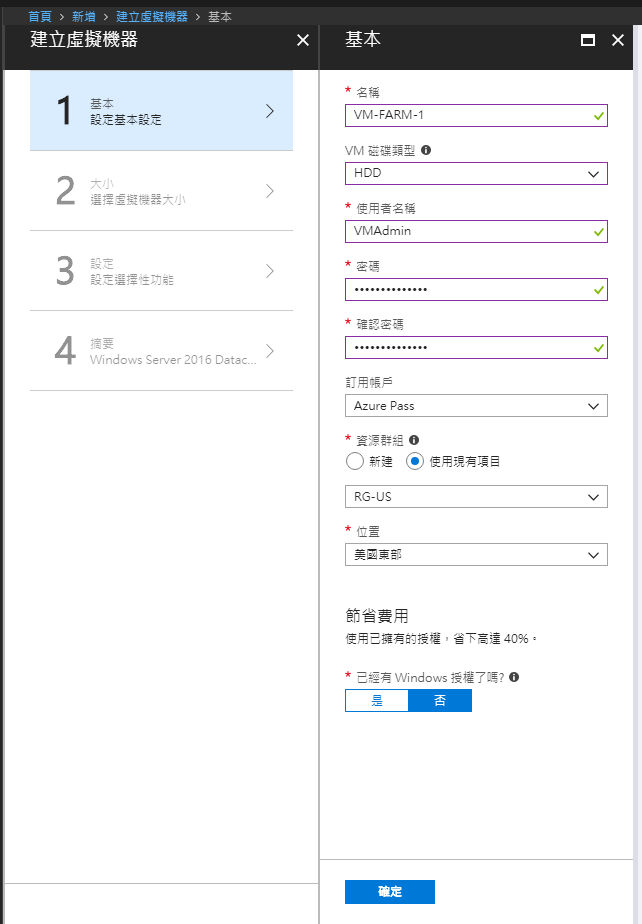 首頁 > 新增 > 建立虛擬機器 > 基本
建立虛擬機器
1
基本
設定基本設定
2
大小
選擇虛擬機器大小
3
設定
設定選擇性功能
4
摘要
Windows Server 2016 Datac...
基本
* 名稱
VM-FARM-1
VM 磁碟類型
HDD
* 使用者名稱
VMAdmin
* 密碼
••••••••••••••
* 確認密碼
••••••••••••••
訂用帳戶
Azure Pass
* 資源群組
新建 使用現有項目
RG-US
* 位置
美國東部
節省費用
使用已擁有的授權，省下高達 40%。
* 已經有 Windows 授權了嗎?
是 否
確定